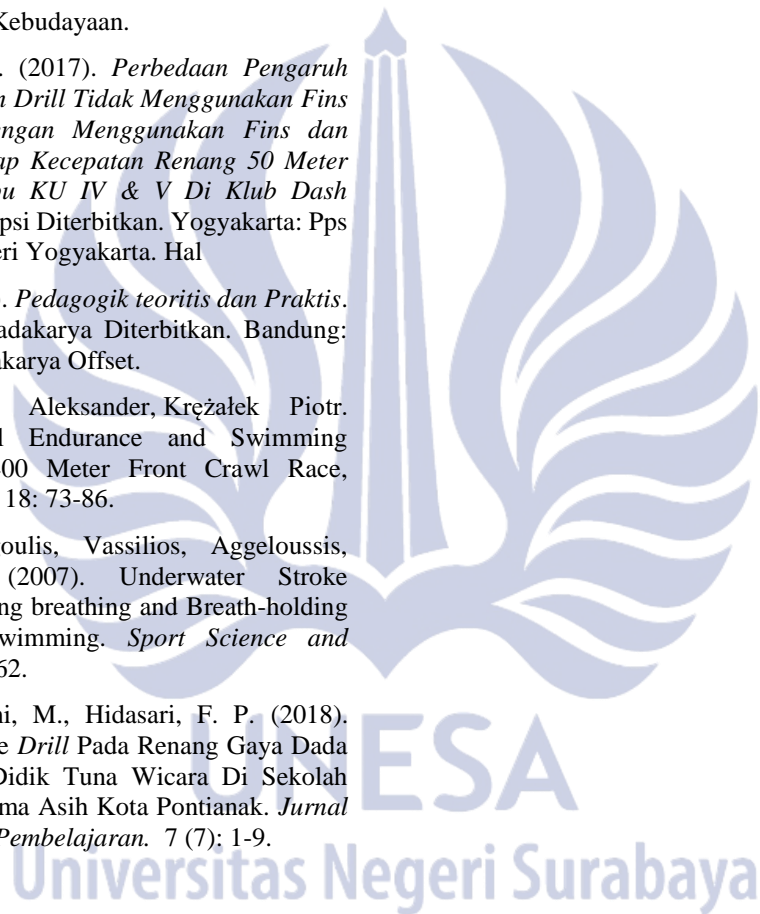 Kebudayaan.
. (2017). Perbedaan Pengaruh
n Drill Tidak Menggunakan Fins
engan Menggunakan Fins dan
ap Kecepatan Renang 50 Meter
ou KU IV & V Di Klub Dash
psi Diterbitkan. Yogyakarta: Pps
eri Yogyakarta. Hal
. Pedagogik teoritis dan Praktis.
adakarya Diterbitkan. Bandung:
akarya Offset.
Aleksander, Krężałek Piotr.
l Endurance and Swimming
00 Meter Front Crawl Race,
18: 73-86.
oulis, Vassilios, Aggeloussis,
(2007). Underwater Stroke
ng breathing and Breath-holding
wimming. Sport Science and
62.
ni, M., Hidasari, F. P. (2018).
e Drill Pada Renang Gaya Dada
Didik Tuna Wicara Di Sekolah
ma Asih Kota Pontianak. Jurnal
Pembelajaran. 7 (7): 1-9.
UNESA
Universitas Negeri Surabaya